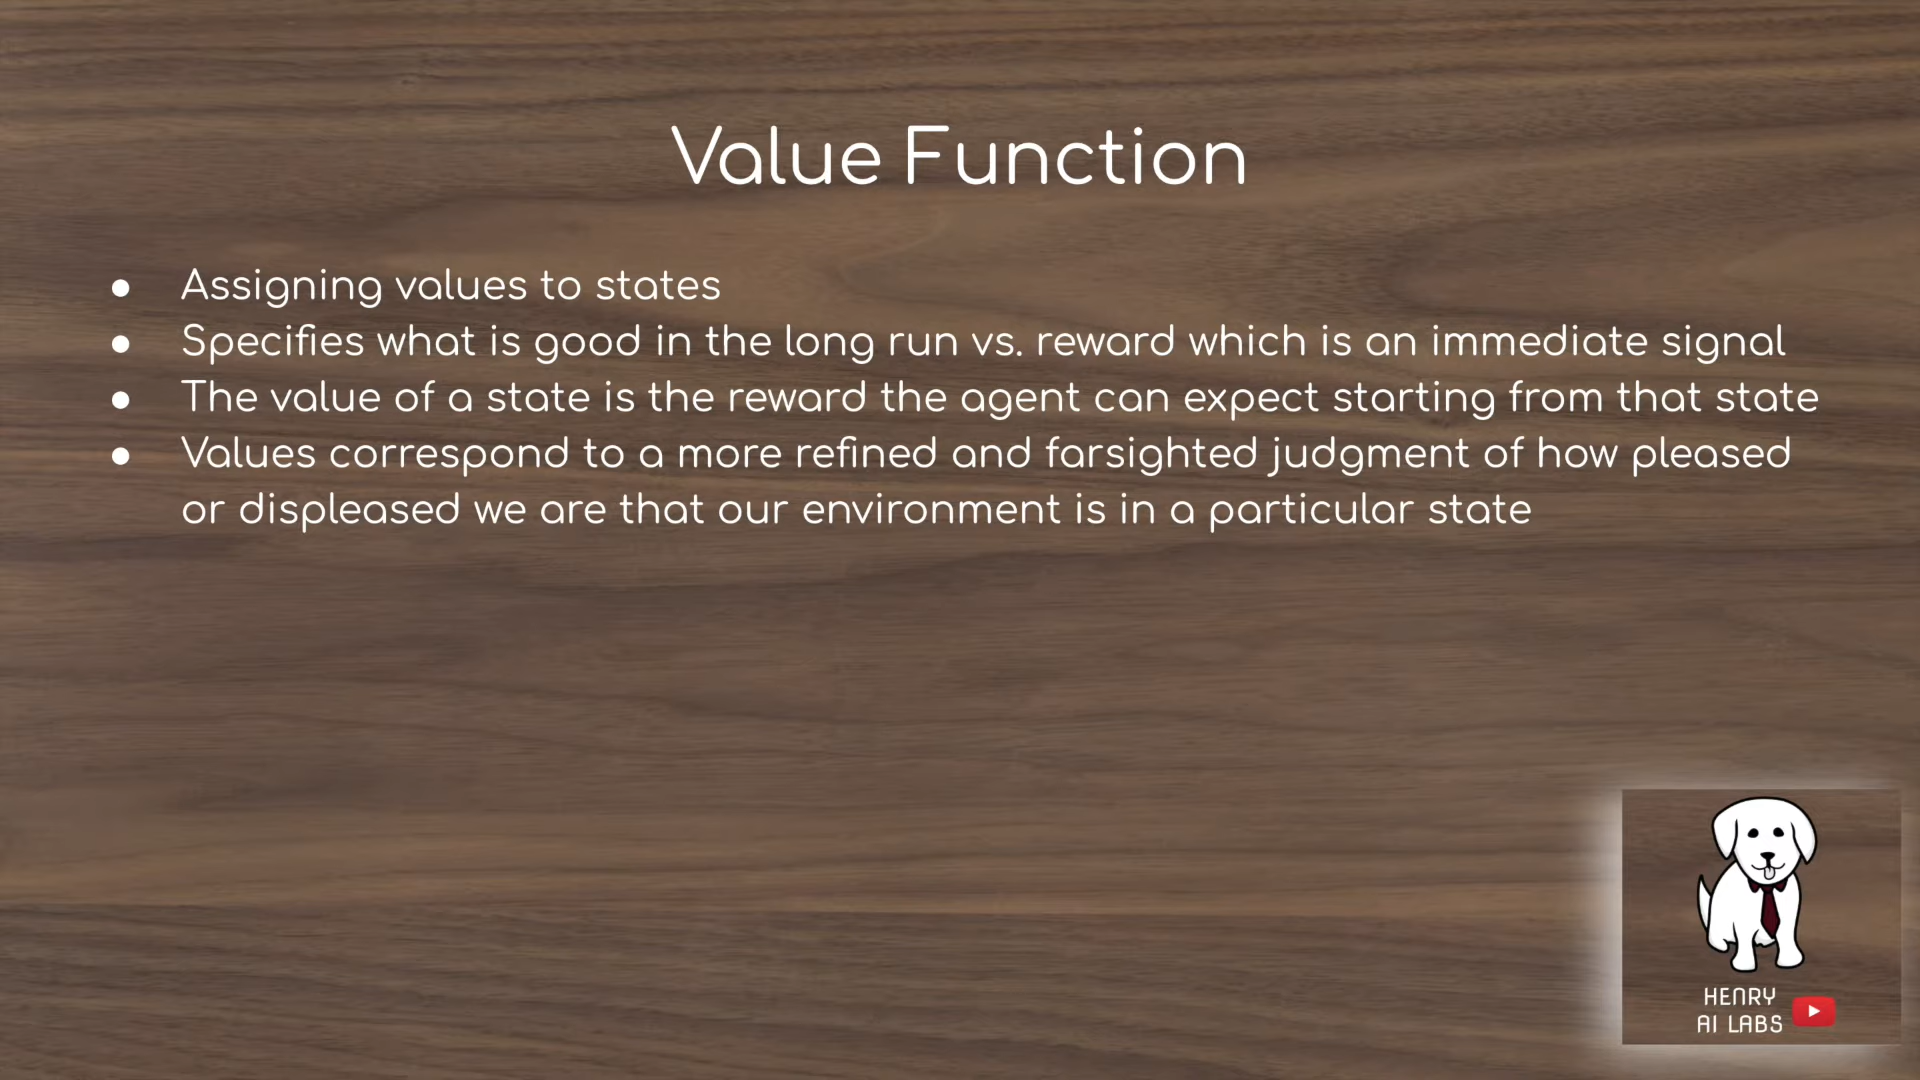 Value Function
● Assigning values to states
● Specifies what is good in the long run vs. reward which is an immediate signal
● The value of a state is the reward the agent can expect starting from that state
● Values correspond to a more refined and farsighted judgment of how pleased
or displeased we are that our environment is in a particular state
HENRY
AI LABS